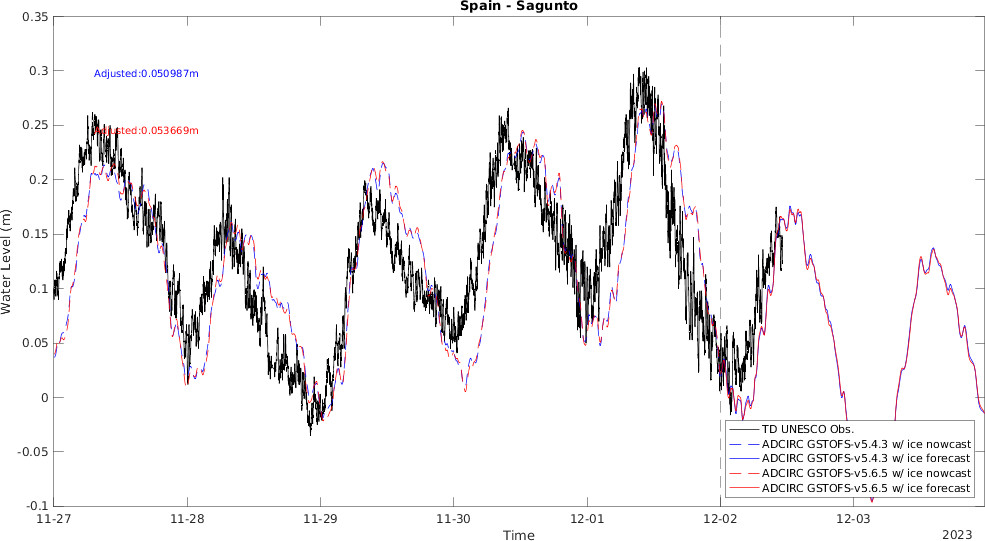 Spain - Sagunto
0.35
0.3
0.25
0.2
0.15
0.1
0.05
0
-0.05
-0.1
Water Level (m)
Adjusted:0.050987m
Adjusted:0.053669m
TD UNESCO Obs.
ADCIRC GSTOFS-v5.4.3 w/ ice nowcast
ADCIRC GSTOFS-v5.4.3 w/ ice forecast
ADCIRC GSTOFS-v5.6.5 w/ ice nowcast
ADCIRC GSTOFS-v5.6.5 w/ ice forecast
11-27 11-28 11-29 11-30 12-01 12-02 12-03
Time
2023